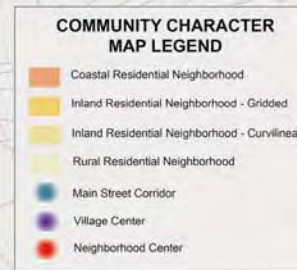 COMMUNITY CHARACTER
MAP LEGEND
Coastal Residential Neighborhood
Inland Residential Neighborhood - Gridded
Inland Residential Neighborhood - Curvilinea
Rural Residential Neighborhood
Main Street Corridor
Village Center
Neighborhood Center